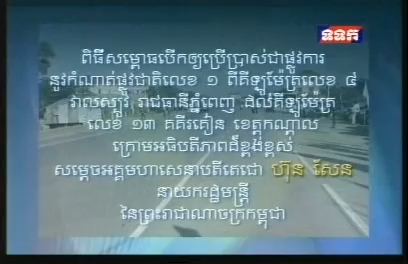 ទទក
ពិធីសម្ពោធបើកឲ្យប្រើប្រាស់ជាផ្លូវការ
នូវកំណាត់ផ្លូវជាតិលេខ ១ ពីគីឡូម៉ែត្រលេខ ៤
វាលស្បូវ រាជធានីភ្នំពេញ ដល់គីឡូម៉ែត្រ
លេខ ១៣ គគីរគៀន ខេត្តកណ្តាល
ក្រោមអធិបតីភាពដ៏ខ្ពង់ខ្ពស់
សម្តេចអគ្គមហាសេនាបតីតេជោ ហ៊ុន សែន
នាយករដ្ឋមន្ត្រី
នៃព្រះរាជាណាចក្រកម្ពុជា